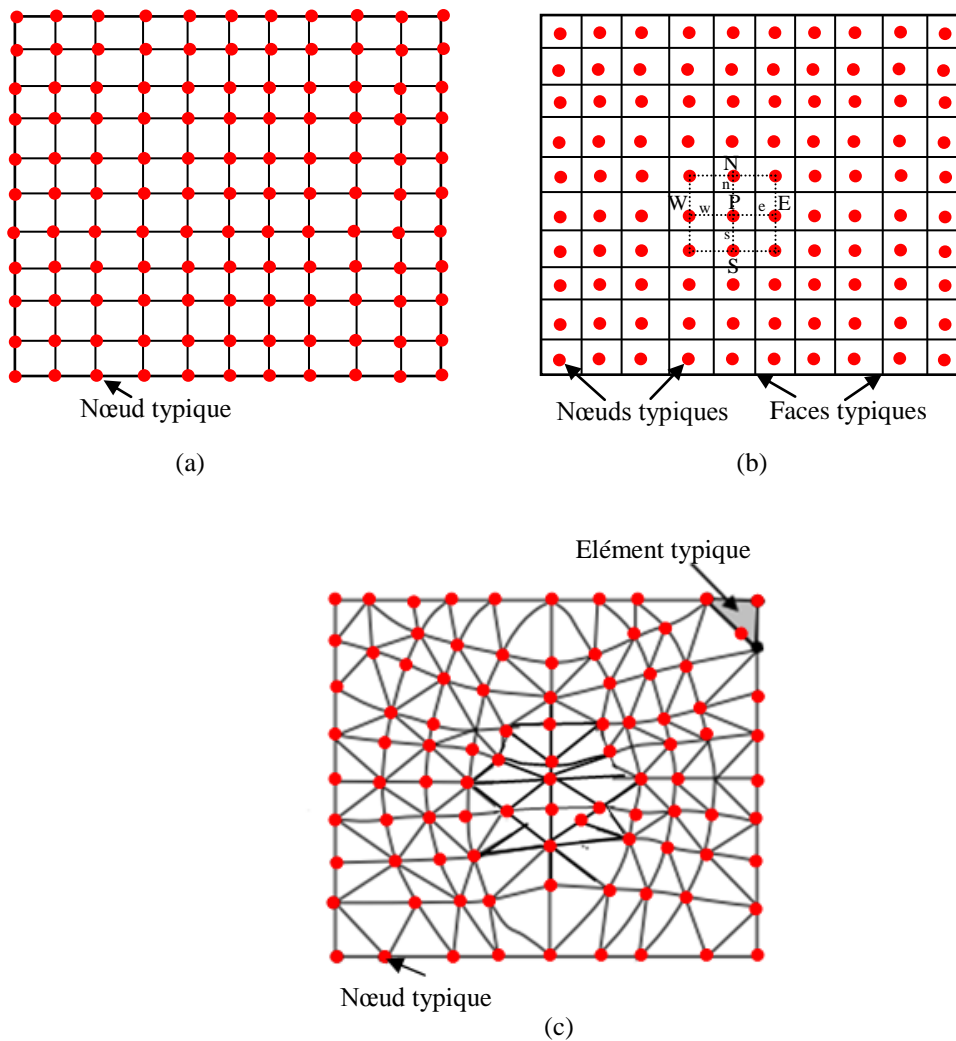 N
n
W w P e E
s
S
Nœud typique
Nœuds typiques
Faces typiques
(a)
(b)
Elément typique
Nœud typique
(c)